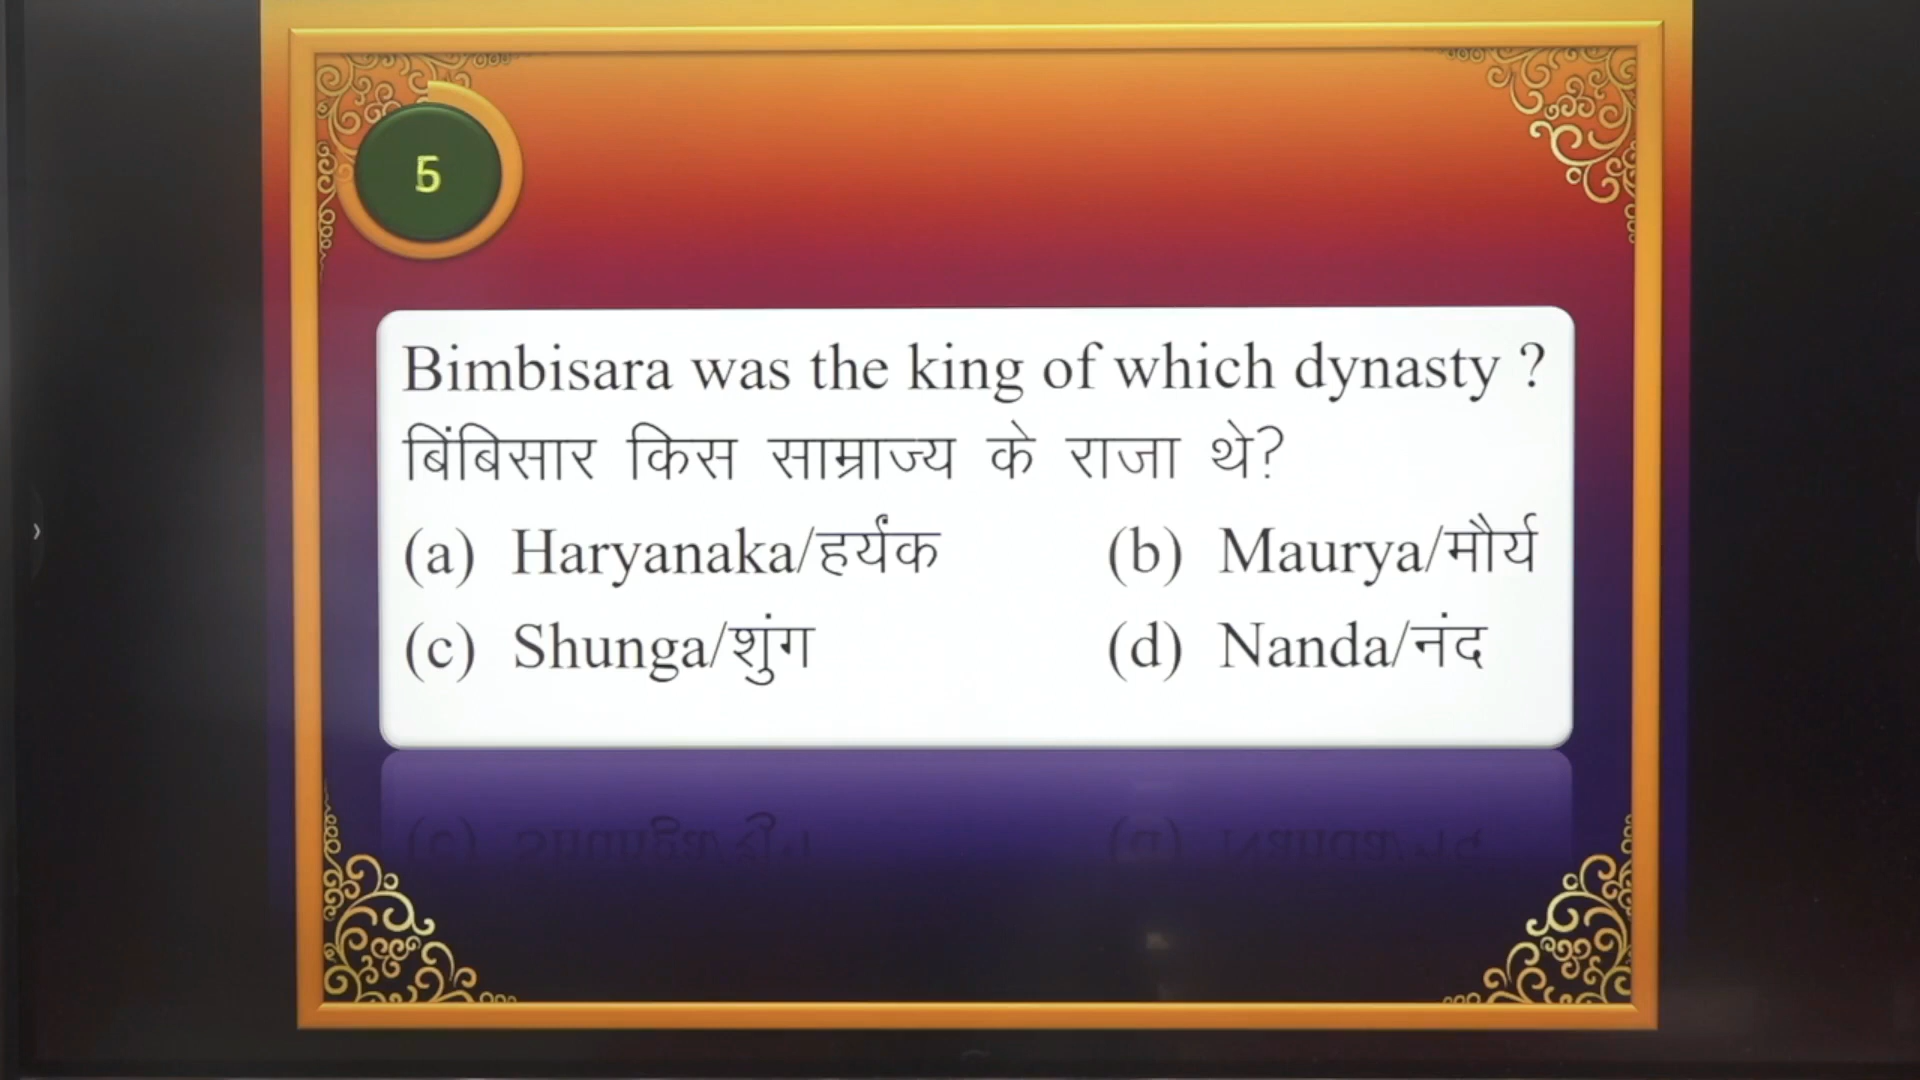 5
Bimbisara was the king of which dynasty ?
बिंबिसार किस साम्राज्य के राजा थे?
(a) Haryanaka/हर्यंक (b) Maurya/मौर्य
(c) Shunga/शुंग (d) Nanda/नंद